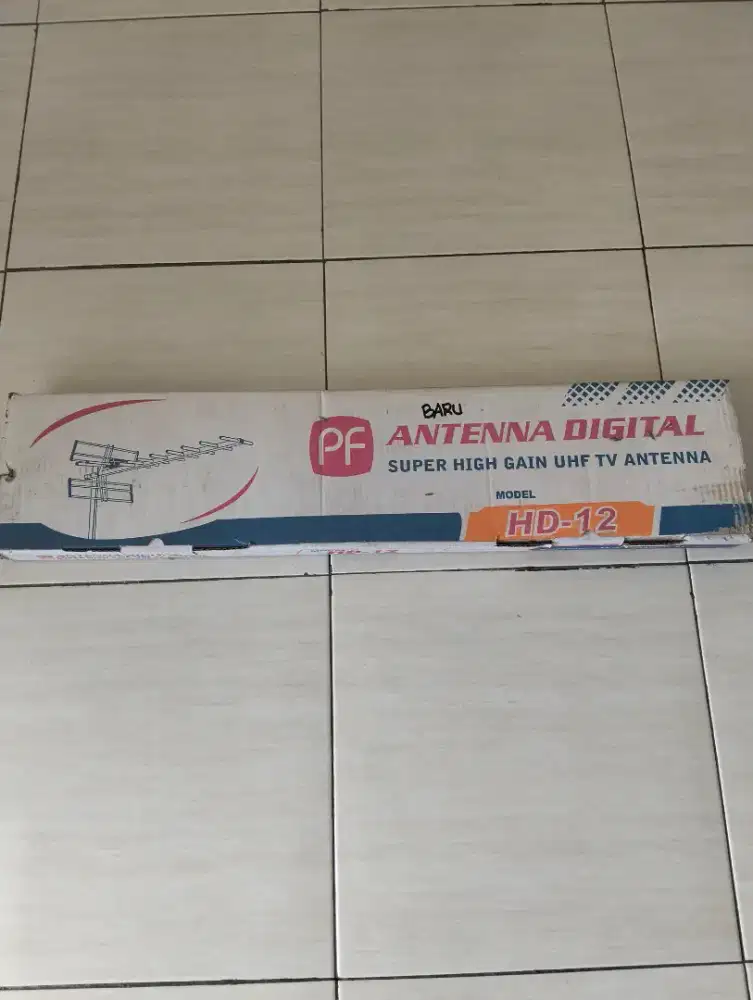 BARU
PF
ANTENNA DIGITAL
SUPER HIGH GAIN UHF TV ANTENNA
MODEL
HD-12